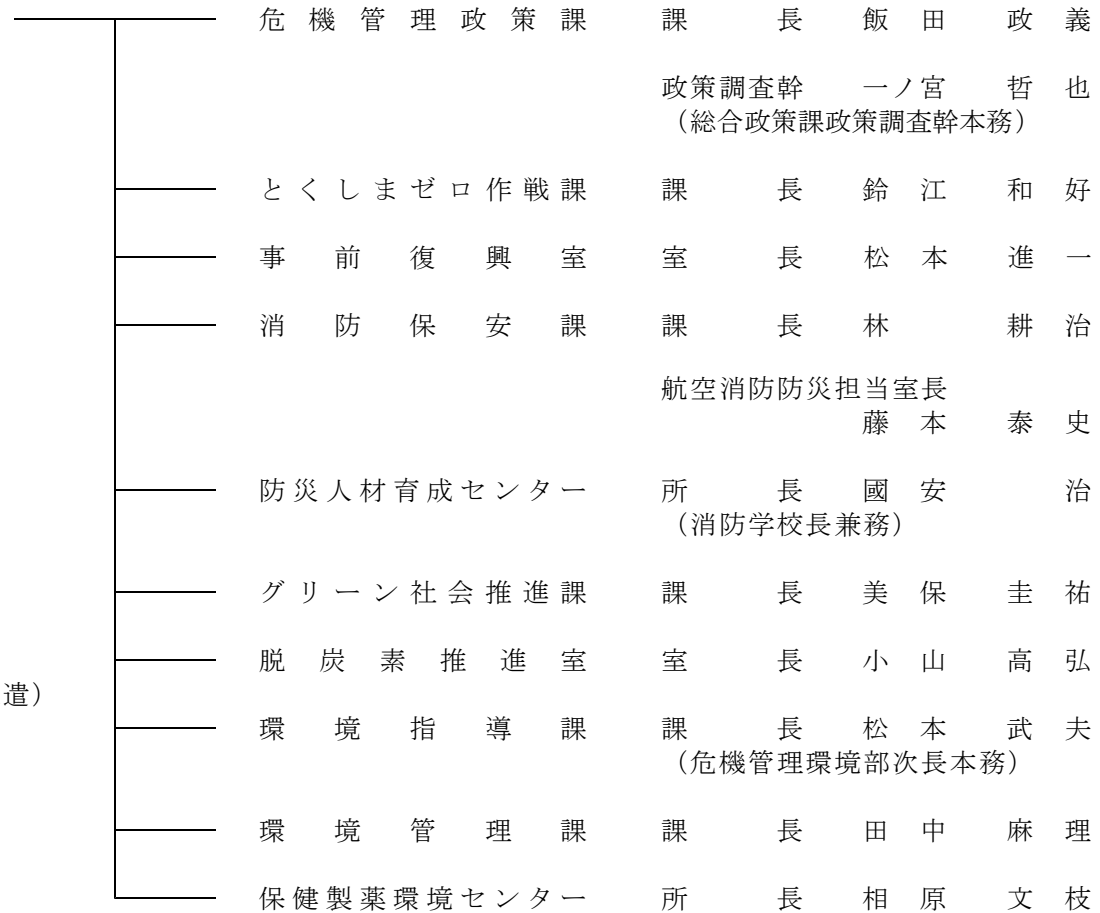 危機管理政策課 課長 飯田 政義
政策調査幹 一ノ宮 哲也
（総合政策課政策調査幹本務）
とくしまゼロ作戦課 課長 鈴江 和好
事前復興室 室長 松本 進一
消防保安課 課長 林 耕治
航空消防防災担当室長
藤本 泰史
防災人材育成センター 所長 國安 治
（消防学校長兼務）
グリーン社会推進課 課長 美保 圭祐
脱炭素推進室 室長 小山 高弘
遣）
環境指導課 課長 松本 武夫
（危機管理環境部次長本務）
環境管理課 課長 田中 麻理
保健製薬環境センター 所長 相原 文枝